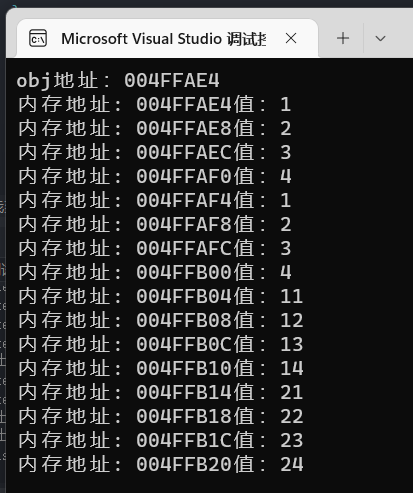 Microsoft Visual Studio 调试
obj地址: 004FFAE4
内存地址: 004FFAE4值: 1
内存地址: 004FFAE8值: 2
内存地址: 004FFAEC值: 3
内存地址: 004FFAF0值: 4
内存地址: 004FFAF4值: 1
内存地址: 004FFAF8值: 2
内存地址: 004FFAFC值: 3
内存地址: 004FFB00值: 4
内存地址: 004FFB04值: 11
内存地址: 004FFB08值: 12
内存地址: 004FFB0C值: 13
内存地址: 004FFB10值: 14
内存地址: 004FFB14值: 21
内存地址: 004FFB18值: 22
内存地址: 004FFB1C值: 23
内存地址: 004FFB20值: 24